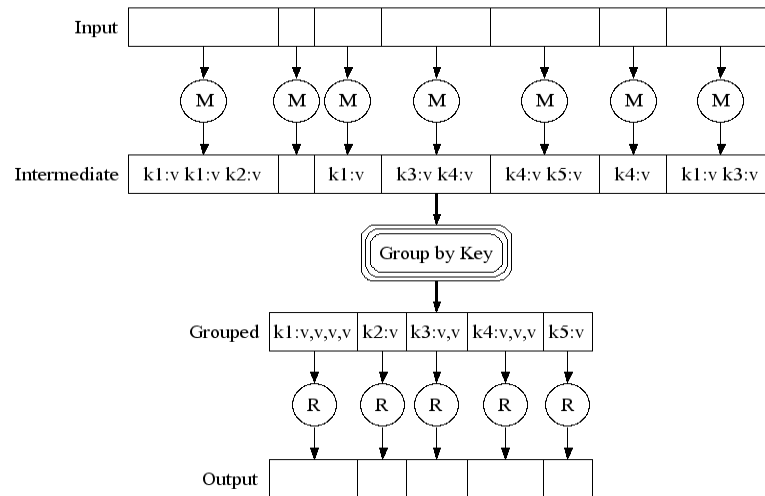 Input
M M M M M M M
Intermediate k1:v k1:v k2:v k1:v k3:v k4:v k4:v k5:v k4:v k1:v k3:v
Group by Key
Grouped k1:v,v,v,v k2:v k3:v,v k4:v,v,v k5:v
R R R R R
Output